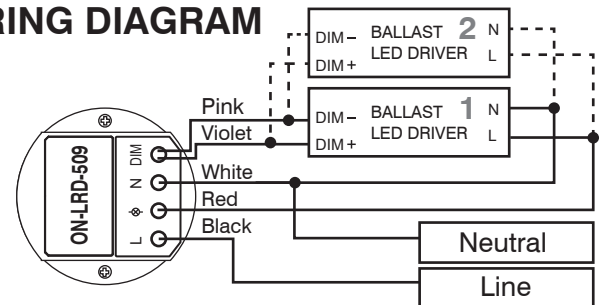 RING DIAGRAM
DIM – BALLAST 2 N
DIM + LED DRIVER L
Pink
DIM – BALLAST 1 N
Violet
DIM + LED DRIVER L
White
Red
Black
ON-LRD-509
DIM
N
L
Neutral
Line